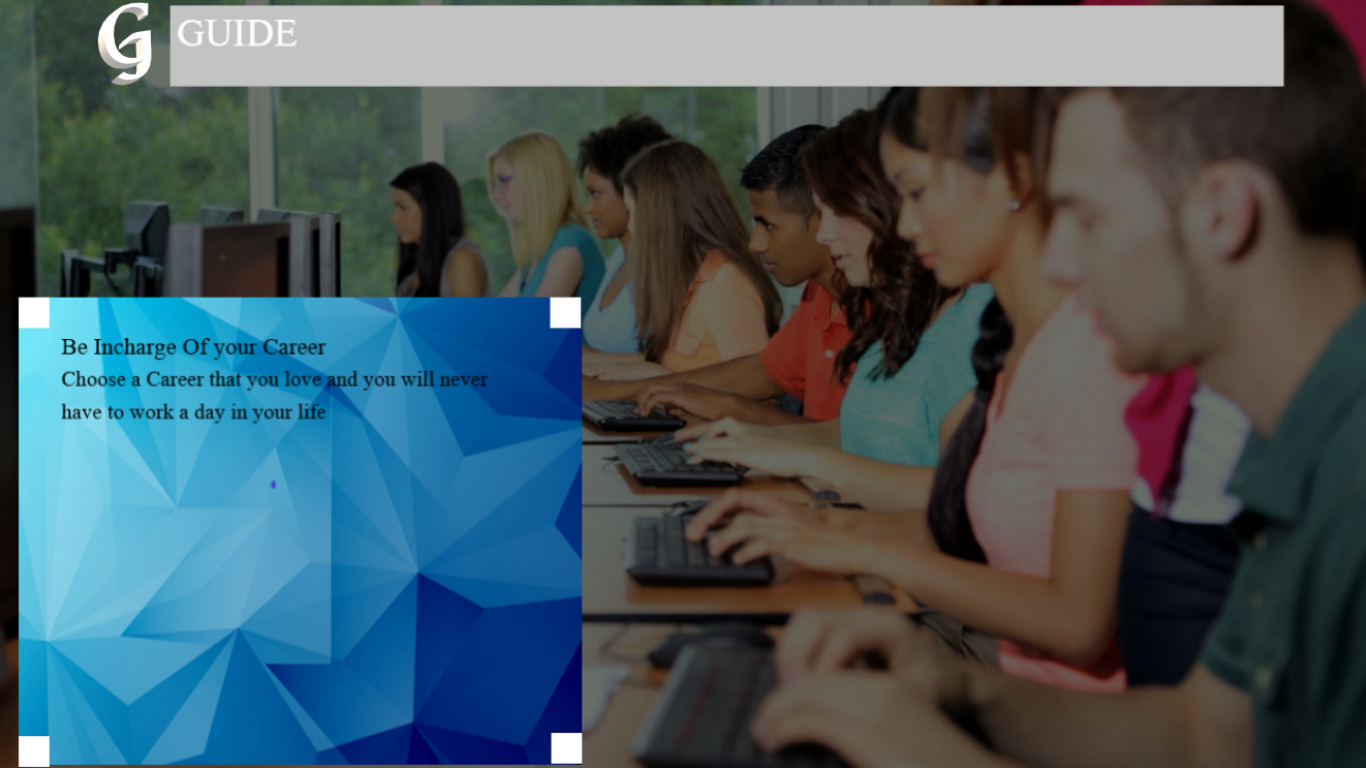 G GUIDE
Be Incharge Of your Career
Choose a Career that you love and you will never
have to work a day in your life